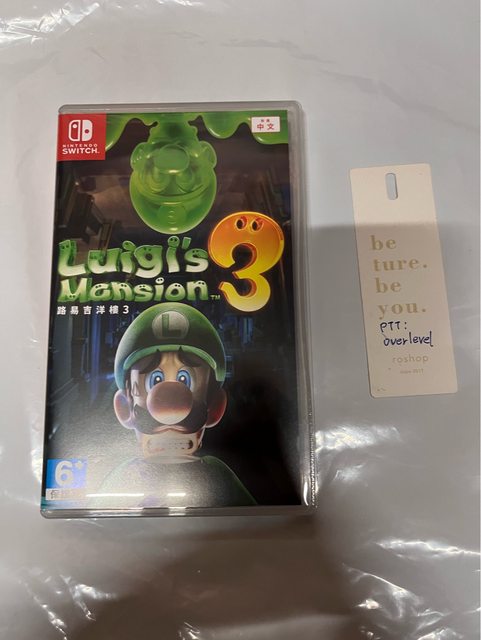 NINTENDO
SWITCH
中文
Luigi's
Mansion™ 3
路易吉洋樓3
6+
be
ture.
be
you.
PTT:
overlevel
roshop